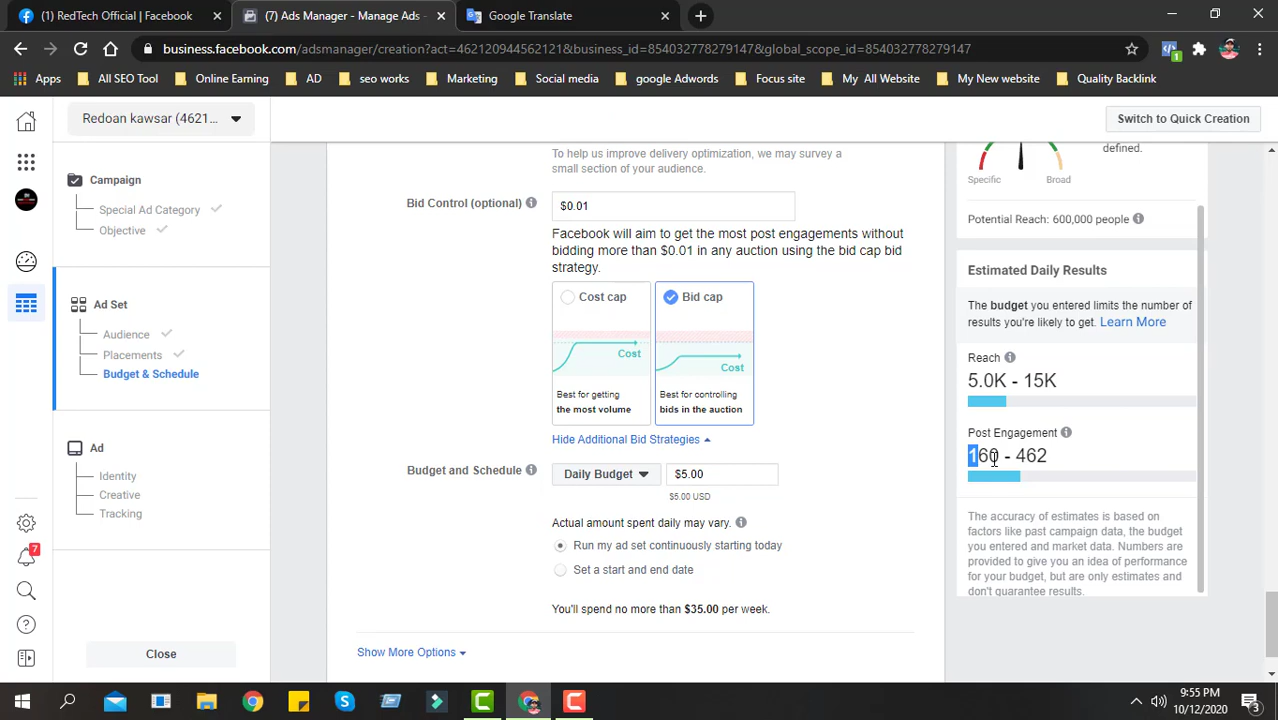 (1) RedTech Official | Facebook
(7) Ads Manager - Manage Ads -
Google Translate
business.facebook.com/adsmanager/creation?act=462120944562121&business_id=854032778279147&global_scope_id=854032778279147
1
Apps
All SEO Tool
Online Earning
AD
seo works
Marketing
Social media
google Adwords
Focus site
My All Website
My New website
Quality Backlink
Redoan kawsar (4621...
Switch to Quick Creation
Campaign
Special Ad Category
Objective
Ad Set
Audience
Placements
Budget & Schedule
Ad
Identity
Creative
Tracking
7
Close
To help us improve delivery optimization, we may survey a
small section of your audience.
Bid Control (optional)
$0.01
Facebook will aim to get the most post engagements without
bidding more than $0.01 in any auction using the bid cap bid
strategy.
Cost cap
Cost
Best for getting
the most volume
Bid cap
Cost
Best for controlling
bids in the auction
Hide Additional Bid Strategies
Budget and Schedule
Daily Budget
$5.00
$5.00 USD
Actual amount spent daily may vary.
Run my ad set continuously starting today
Set a start and end date
You'll spend no more than $35.00 per week.
Show More Options
defined.
Specific
Broad
Potential Reach: 600,000 people
Estimated Daily Results
The budget you entered limits the number of
results you're likely to get. Learn More
Reach
5.0K - 15K
Post Engagement
160 - 462
The accuracy of estimates is based on
factors like past campaign data, the budget
you entered and market data. Numbers are
provided to give you an idea of performance
for your budget, but are only estimates and
don't guarantee results.
9:55 PM
10/12/2020
3